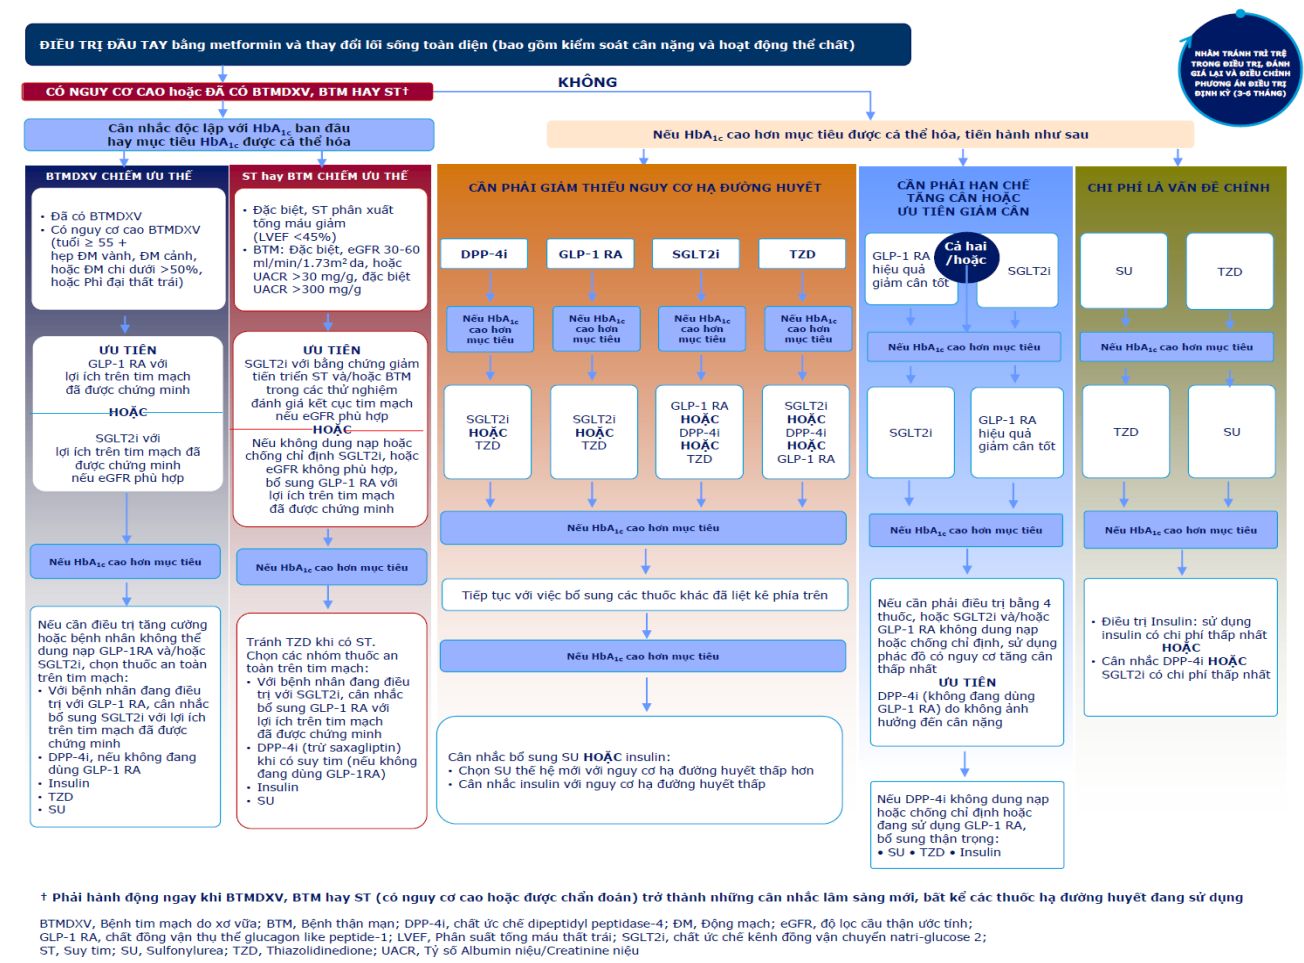 ĐIỀU TRỊ ĐẦU TAY bằng metformin và thay đổi lối sống toàn diện (bao gồm kiểm soát cân nặng và hoạt động thể chất)
NHẰM TRÁNH TRÌ TRỆ
TRONG ĐIỀU TRỊ, ĐÁNH
GIÁ LẠI VÀ ĐIỀU CHỈNH
PHƯƠNG ÁN ĐIỀU TRỊ
ĐỊNH KỲ (3-6 THÁNG)
CÓ NGUY CƠ CAO hoặc ĐÃ CÓ BTMDXV, BTM HAY ST†
KHÔNG
Cân nhắc độc lập với HbA1c ban đầu
hay mục tiêu HbA1c được cá thể hóa
Nếu HbA1c cao hơn mục tiêu được cá thể hóa, tiến hành như sau
BTMDXV CHIẾM ƯU THẾ
• Đã có BTMDXV
• Có nguy cơ cao BTMDXV
(tuổi ≥ 55 +
hẹp ĐM vành, ĐM cảnh,
hoặc ĐM chi dưới >50%,
hoặc Phì đại thất trái)
ƯU TIÊN
GLP-1 RA với
lợi ích trên tim mạch
đã được chứng minh
HOẶC
SGLT2i với
lợi ích trên tim mạch đã
được chứng minh
nếu eGFR phù hợp
Nếu HbA1c cao hơn mục tiêu
Nếu cần điều trị tăng cường
hoặc bệnh nhân không thể
dung nạp GLP-1RA và/hoặc
SGLT2i, chọn thuốc an toàn
trên tim mạch:
• Với bệnh nhân đang điều
trị với GLP-1 RA, cân nhắc
bổ sung SGLT2i với lợi ích
trên tim mạch đã được
chứng minh
• DPP-4i, nếu không đang
dùng GLP-1 RA
• Insulin
• TZD
• SU
ST hay BTM CHIẾM ƯU THẾ
• Đặc biệt, ST phân xuất
tống máu giảm
(LVEF <45%)
• BTM: Đặc biệt, eGFR 30-60
ml/min/1.73m² da, hoặc
UACR >30 mg/g, đặc biệt
UACR >300 mg/g
ƯU TIÊN
SGLT2i với bằng chứng giảm
tiến triển ST và/hoặc BTM
trong các thử nghiệm
đánh giá kết cục tim mạch
nếu eGFR phù hợp
HOẶC
Nếu không dung nạp hoặc
chống chỉ định SGLT2i, hoặc
eGFR không phù hợp,
bổ sung GLP-1 RA với
lợi ích trên tim mạch
đã được chứng minh
Nếu HbA1c cao hơn mục tiêu
Tránh TZD khi có ST.
Chọn các nhóm thuốc an
toàn trên tim mạch:
• Với bệnh nhân đang điều
trị với SGLT2i, cân nhắc
bổ sung GLP-1 RA với
lợi ích trên tim mạch
đã được chứng minh
• DPP-4i (trừ saxagliptin)
khi có suy tim (nếu không
đang dùng GLP-1RA)
• Insulin
• SU
CẦN PHẢI GIẢM THIỂU NGUY CƠ HẠ ĐƯỜNG HUYẾT
DPP-4i
GLP-1 RA
SGLT2i
TZD
Nếu HbA1c
cao hơn
mục tiêu
Nếu HbA1c
cao hơn
mục tiêu
Nếu HbA1c
cao hơn
mục tiêu
Nếu HbA1c
cao hơn
mục tiêu
SGLT2i
HOẶC
TZD
SGLT2i
HOẶC
TZD
GLP-1 RA
HOẶC
DPP-4i
HOẶC
TZD
SGLT2i
HOẶC
DPP-4i
HOẶC
GLP-1 RA
Nếu HbA1c cao hơn mục tiêu
Tiếp tục với việc bổ sung các thuốc khác đã liệt kê phía trên
Nếu HbA1c cao hơn mục tiêu
Cân nhắc bổ sung SU HOẶC insulin:
• Chọn SU thế hệ mới với nguy cơ hạ đường huyết thấp hơn
• Cân nhắc insulin với nguy cơ hạ đường huyết thấp
CẦN PHẢI HẠN CHẾ
TĂNG CÂN HOẶC
ƯU TIÊN GIẢM CÂN
GLP-1 RA
hiệu quả
giảm cân tốt
Cả hai
/hoặc
SGLT2i
Nếu HbA1c cao hơn mục tiêu
SGLT2i
GLP-1 RA
hiệu quả
giảm cân tốt
Nếu HbA1c cao hơn mục tiêu
Nếu cần phải điều trị bằng 4
thuốc, hoặc SGLT2i và/hoặc
GLP-1 RA không dung nạp
hoặc chống chỉ định, sử dụng
phác đồ có nguy cơ tăng cân
thấp nhất
ƯU TIÊN
DPP-4i (không đang dùng
GLP-1 RA) do không ảnh
hưởng đến cân nặng
Nếu DPP-4i không dung nạp
hoặc chống chỉ định hoặc
đang sử dụng GLP-1 RA,
bổ sung thận trọng:
• SU • TZD • Insulin
CHI PHÍ LÀ VẤN ĐỀ CHÍNH
SU
TZD
Nếu HbA1c cao hơn mục tiêu
TZD
SU
Nếu HbA1c cao hơn mục tiêu
• Điều trị Insulin: sử dụng
insulin có chi phí thấp nhất
HOẶC
• Cân nhắc DPP-4i HOẶC
SGLT2i có chi phí thấp nhất
† Phải hành động ngay khi BTMDXV, BTM hay ST (có nguy cơ cao hoặc được chẩn đoán) trở thành những cân nhắc lâm sàng mới, bất kể các thuốc hạ đường huyết đang sử dụng
BTMDXV, Bệnh tim mạch do xơ vữa; BTM, Bệnh thận mạn; DPP-4i, chất ức chế dipeptidyl peptidase-4; ĐM, Động mạch; eGFR, độ lọc cầu thận ước tính;
GLP-1 RA, chất đồng vận thụ thể glucagon like peptide-1; LVEF, Phân suất tống máu thất trái; SGLT2i, chất ức chế kênh đồng vận chuyển natri-glucose 2;
ST, Suy tim; SU, Sulfonylurea; TZD, Thiazolidinedione; UACR, Tỷ số Albumin niệu/Creatinine niệu